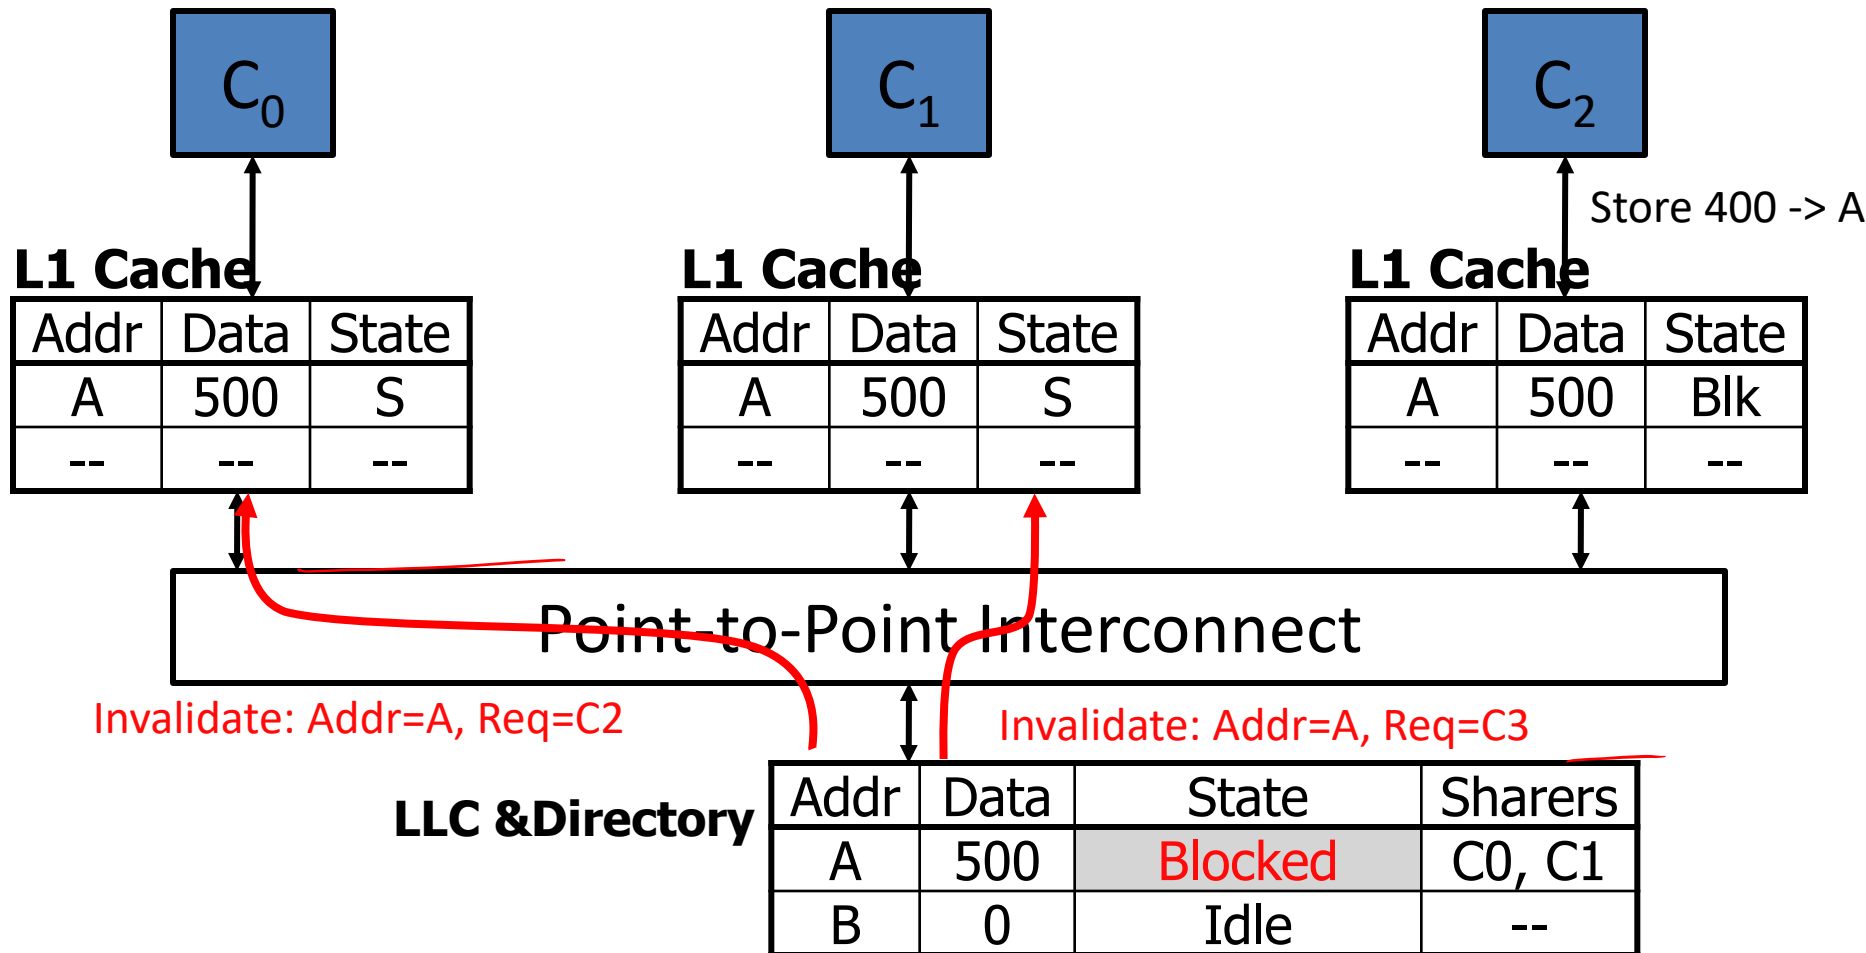 C0 C1 C2
Store 400 -> A
L1 Cache L1 Cache L1 Cache
Addr Data State Addr Data State Addr Data State
A 500 S A 500 S A 500 Blk
-- -- -- -- -- -- -- -- --
Point-to-Point Interconnect
Invalidate: Addr=A, Req=C2 Invalidate: Addr=A, Req=C3
LLC &Directory
Addr Data State Sharers
A 500 Blocked C0, C1
B 0 Idle --